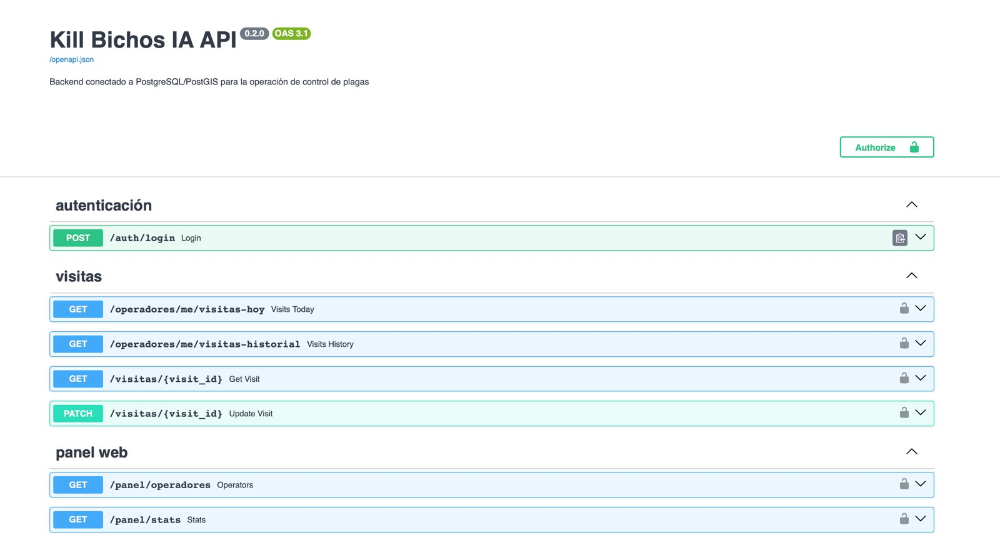 Kill Bichos IA API 0.2.0 OAS 3.1
/openapi.json
Backend conectado a PostgreSQL/PostGIS para la operación de control de plagas
Authorize
autenticación
POST /auth/login Login
visitas
GET /operadores/me/visitas-hoy Visits Today
GET /operadores/me/visitas-historial Visits History
GET /visitas/{visit_id} Get Visit
PATCH /visitas/{visit_id} Update Visit
panel web
GET /panel/operadores Operators
GET /panel/stats Stats